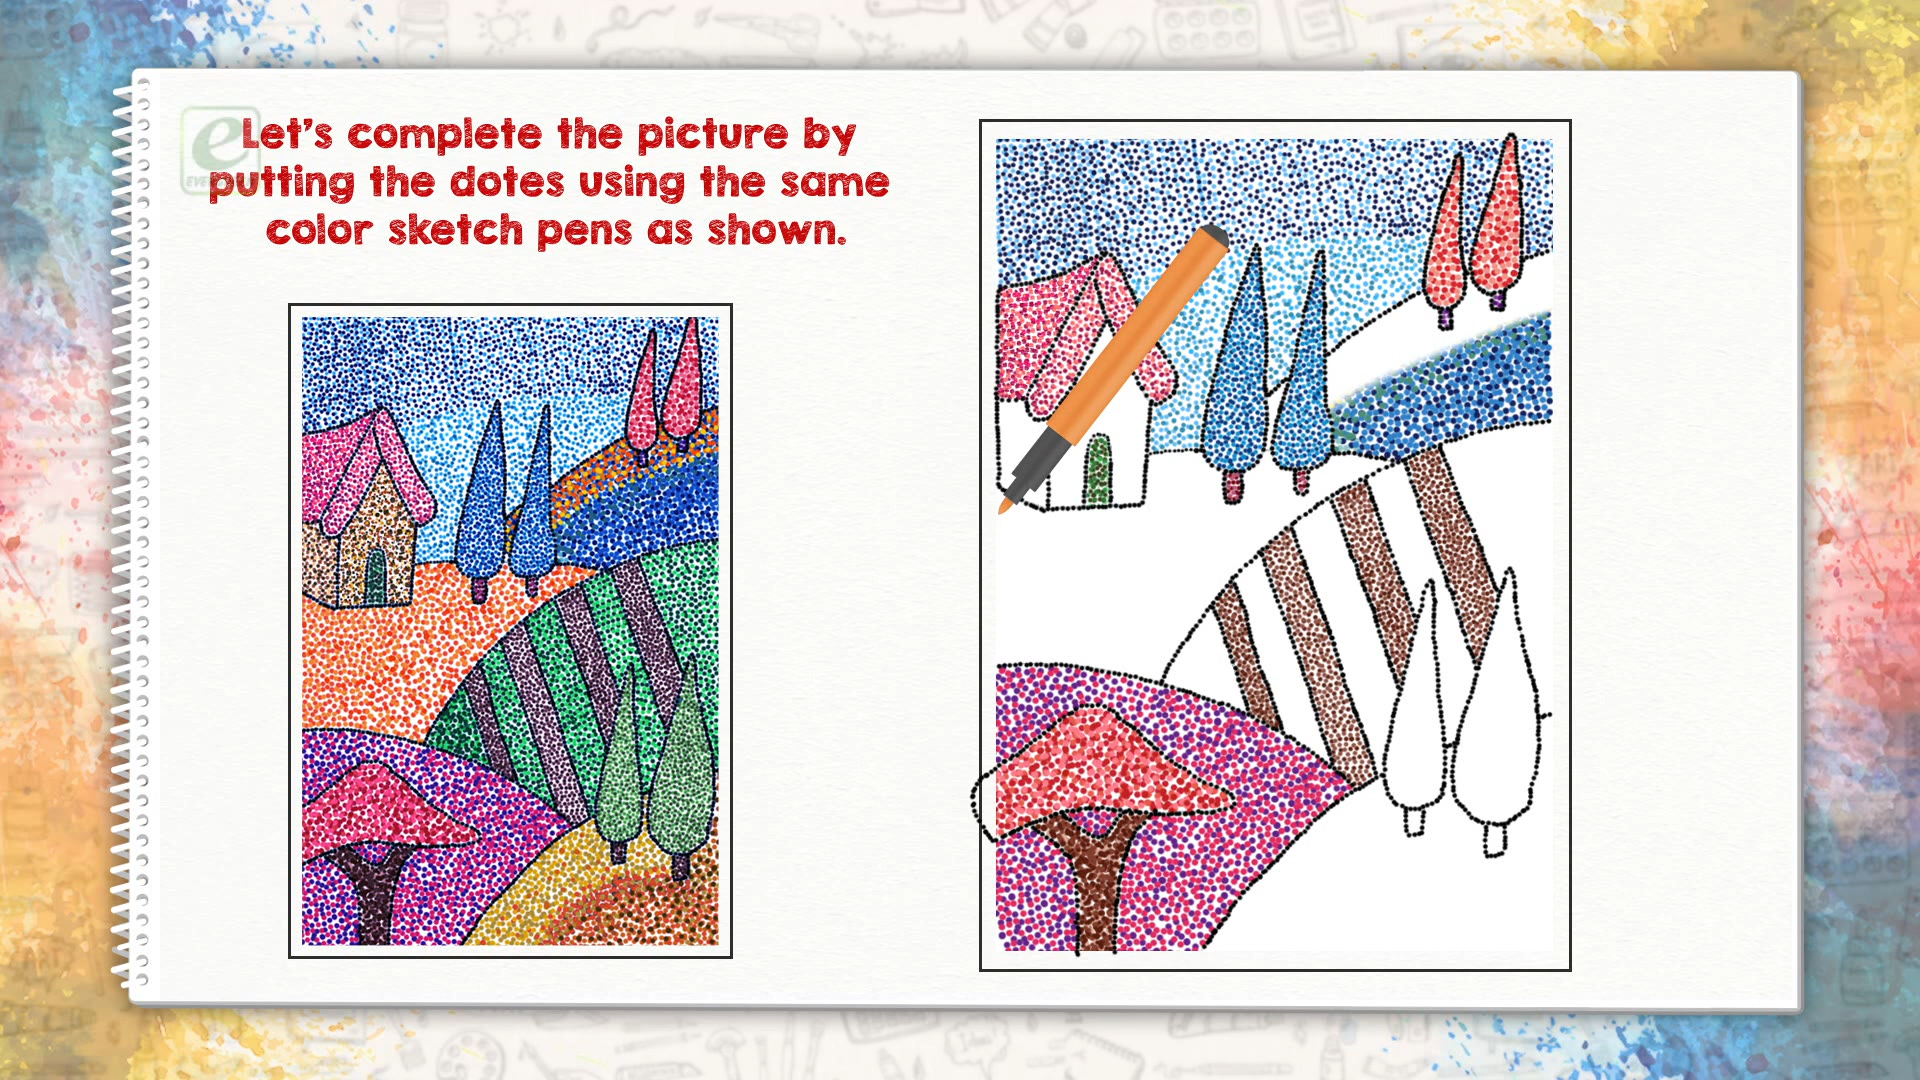 Let's complete the picture by
putting the dotes using the same
color sketch pens as shown.
e